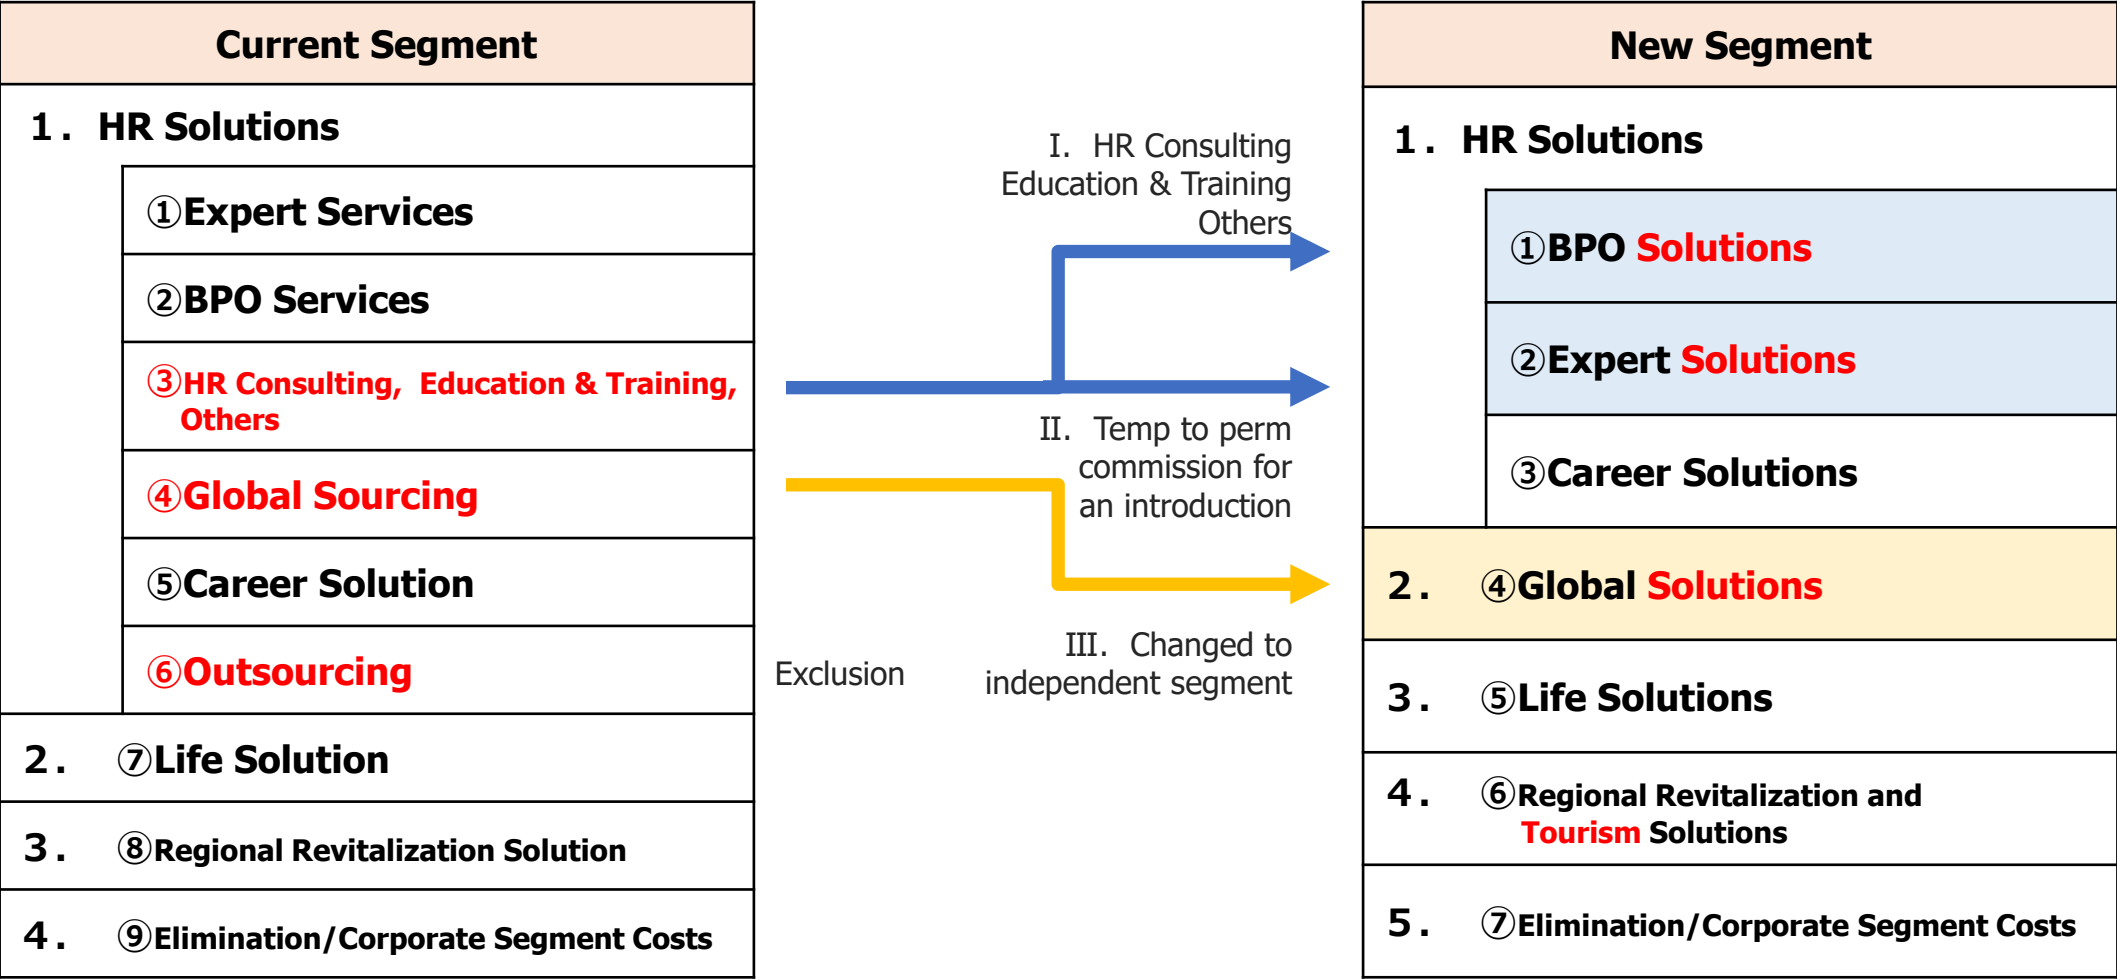 Current Segment
1．HR Solutions
①Expert Services
②BPO Services
③HR Consulting, Education & Training,
Others
④Global Sourcing
⑤Career Solution
⑥Outsourcing
2．⑦Life Solution
3．⑧Regional Revitalization Solution
4．⑨Elimination/Corporate Segment Costs
I. HR Consulting
Education & Training
Others
II. Temp to perm
commission for
an introduction
Exclusion
III. Changed to
independent segment
New Segment
1．HR Solutions
①BPO Solutions
②Expert Solutions
③Career Solutions
2．④Global Solutions
3．⑤Life Solutions
4．⑥Regional Revitalization and
Tourism Solutions
5．⑦Elimination/Corporate Segment Costs